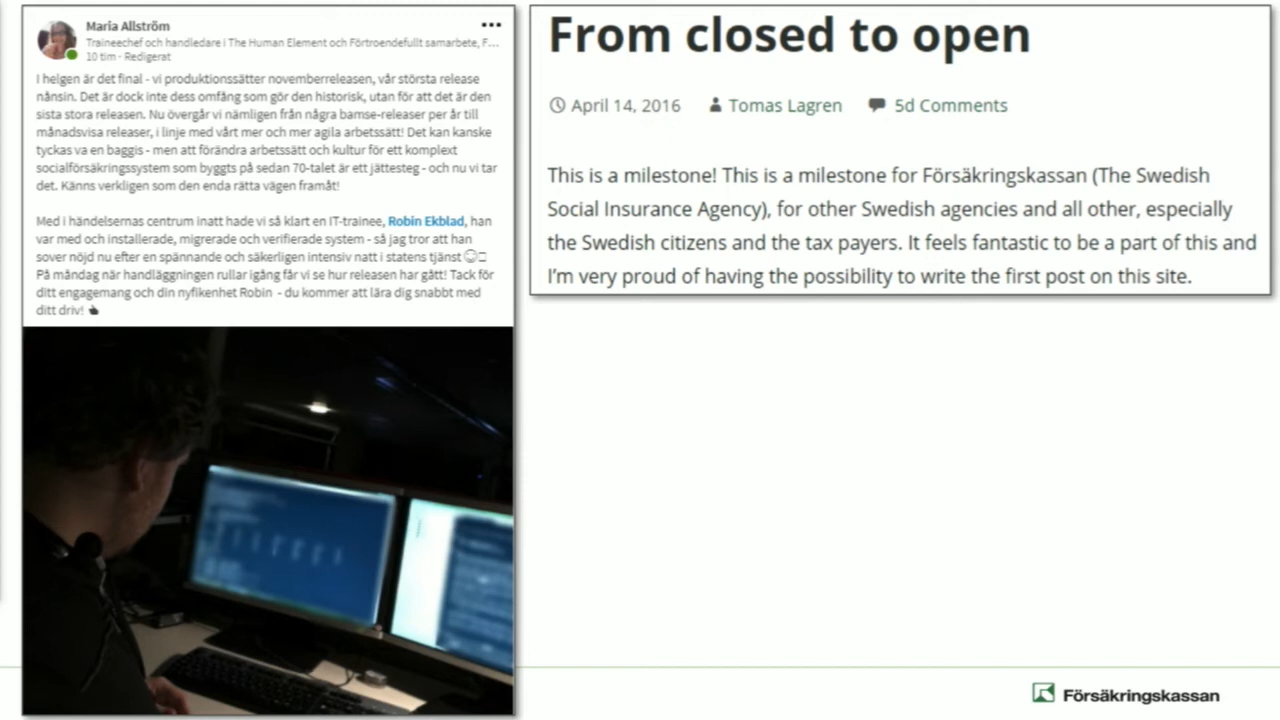 Maria Allström
Traineechef och handledare i The Human Element och Förtroendefullt samarbete, F...
10 tim - Redigerat
I helgen är det final - vi produktionssätter novemberreleasen, vår största release
nånsin. Det är dock inte dess omfång som gör den historisk, utan för att det är den
sista stora releasen. Nu övergår vi nämligen från några bamse-releaser per år till
månadsvisa releaser, i linje med vårt mer och mer agila arbetssätt! Det kan kanske
tyckas va en baggis - men att förändra arbetssätt och kultur för ett komplext
socialförsäkringssystem som byggts på sedan 70-talet är ett jättesteg - och nu vi tar
det. Känns verkligen som den enda rätta vägen framåt!
Med i händelsernas centrum inatt hade vi så klart en IT-trainee, Robin Ekblad, han
var med och installerade, migrerade och verifierade system - så jag tror att han
sover nöjd nu efter en spännande och säkerligen intensiv natt i statens tjänst ☺
På måndag när handläggningen rullar igång får vi se hur releasen har gått! Tack för
ditt engagemang och din nyfikenhet Robin - du kommer att lära dig snabbt med
ditt driv!
From closed to open
April 14, 2016 Tomas Lagren 5d Comments
This is a milestone! This is a milestone for Försäkringskassan (The Swedish
Social Insurance Agency), for other Swedish agencies and all other, especially
the Swedish citizens and the tax payers. It feels fantastic to be a part of this and
I'm very proud of having the possibility to write the first post on this site.
Försäkringskassan